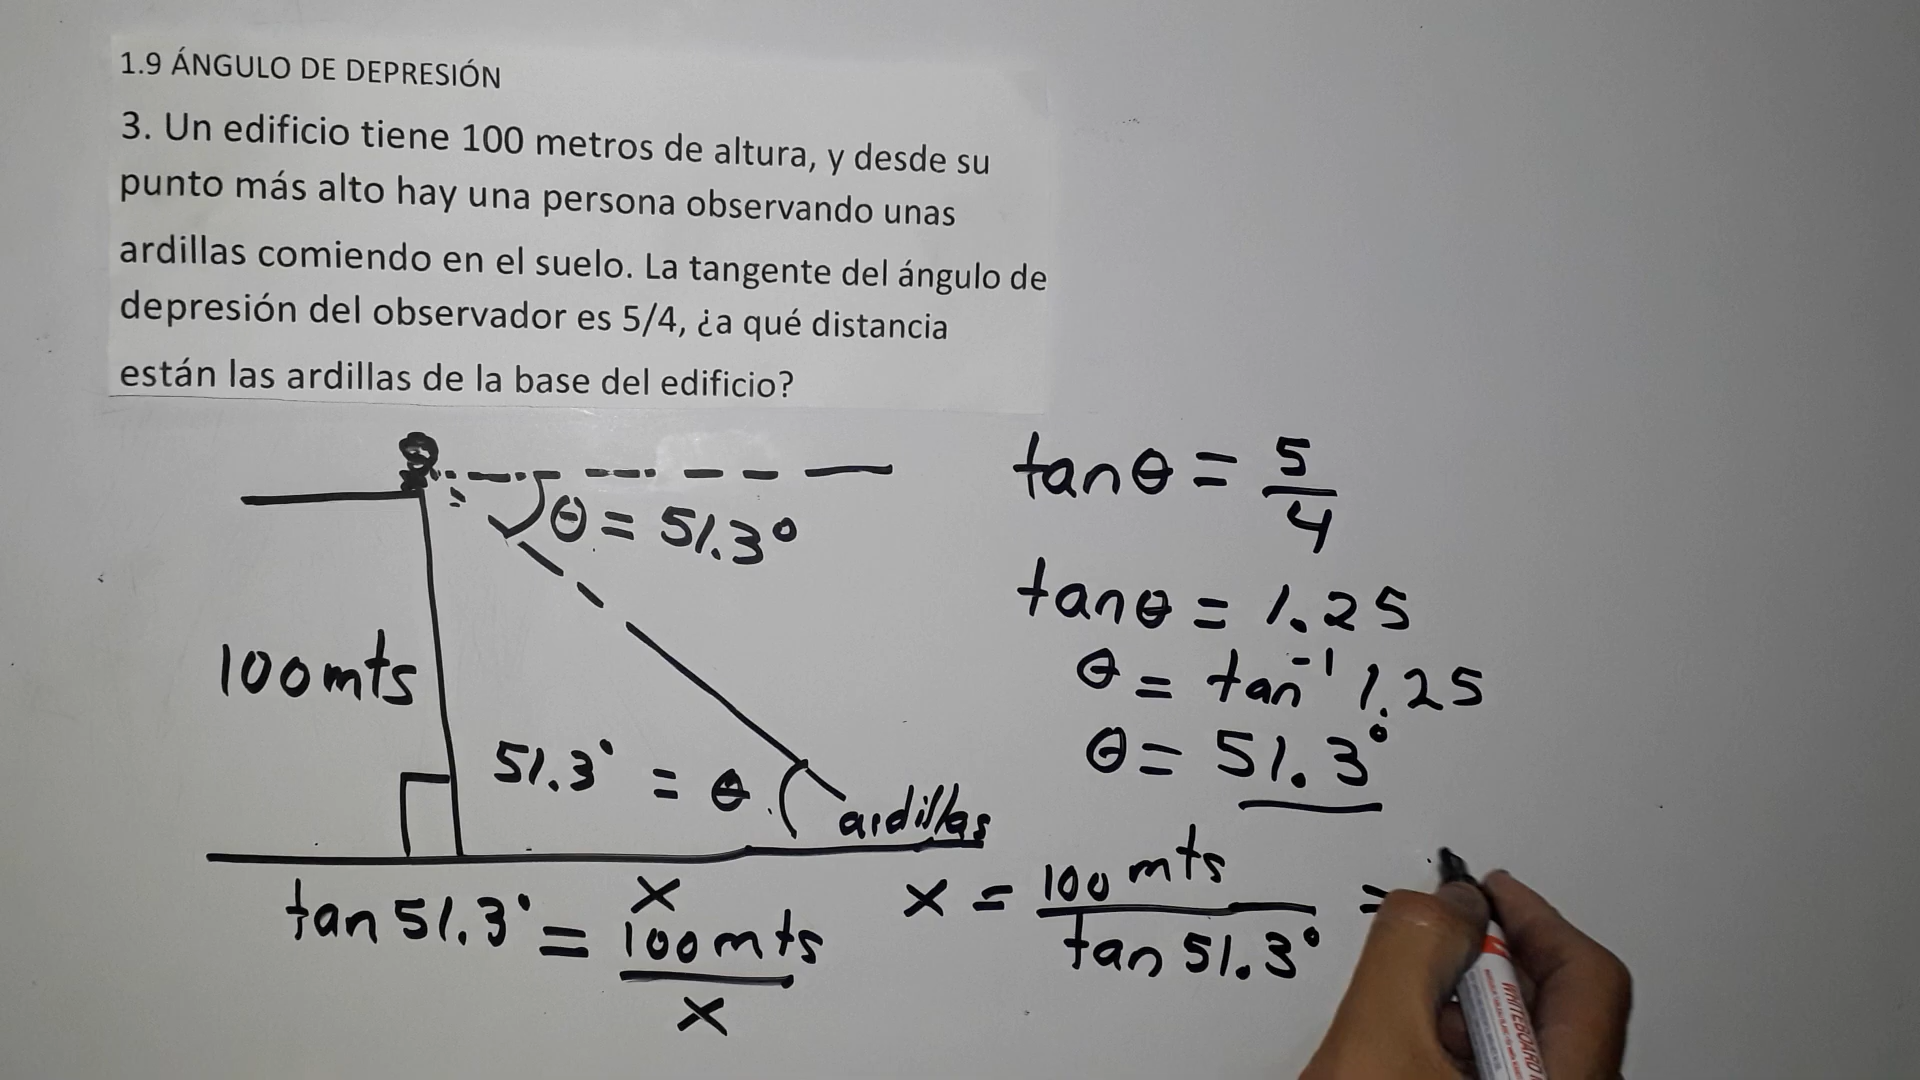 1.9 ÁNGULO DE DEPRESIÓN
3. Un edificio tiene 100 metros de altura, y desde su
punto más alto hay una persona observando unas
ardillas comiendo en el suelo. La tangente del ángulo de
depresión del observador es 5/4, ¿a qué distancia
están las ardillas de la base del edificio?
θ = 51.3°
100mts
51.3° = θ
ardillas
x
tan 51.3° = 100mts / x
tanθ = 5/4
tanθ = 1.25
θ = tan⁻¹ 1.25
θ = 51.3°
x = 100 mts / tan 51.3° =
WHITEBOARD